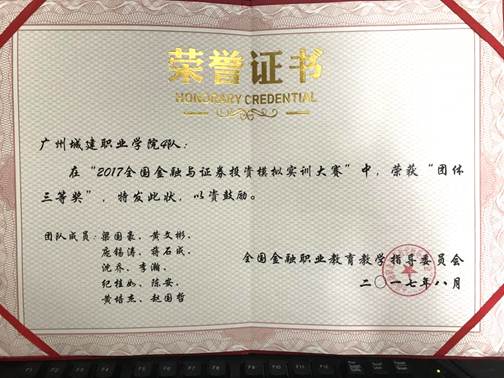 荣誉证书
HONORARY CREDENTIAL
广州城建职业学院4队:
在“2017全国金融与证券投资模拟实训大赛”中,荣获“团体
三等奖”,特发此状,以资鼓励。
团队成员:梁国豪、黄文彬、
庞锡涛、蒋石成、
沈乔、李瀚、
纪桂如、陈安、
黄培杰、赵国哲
全国金融职业教育教学指导委员会
二〇一七年八月